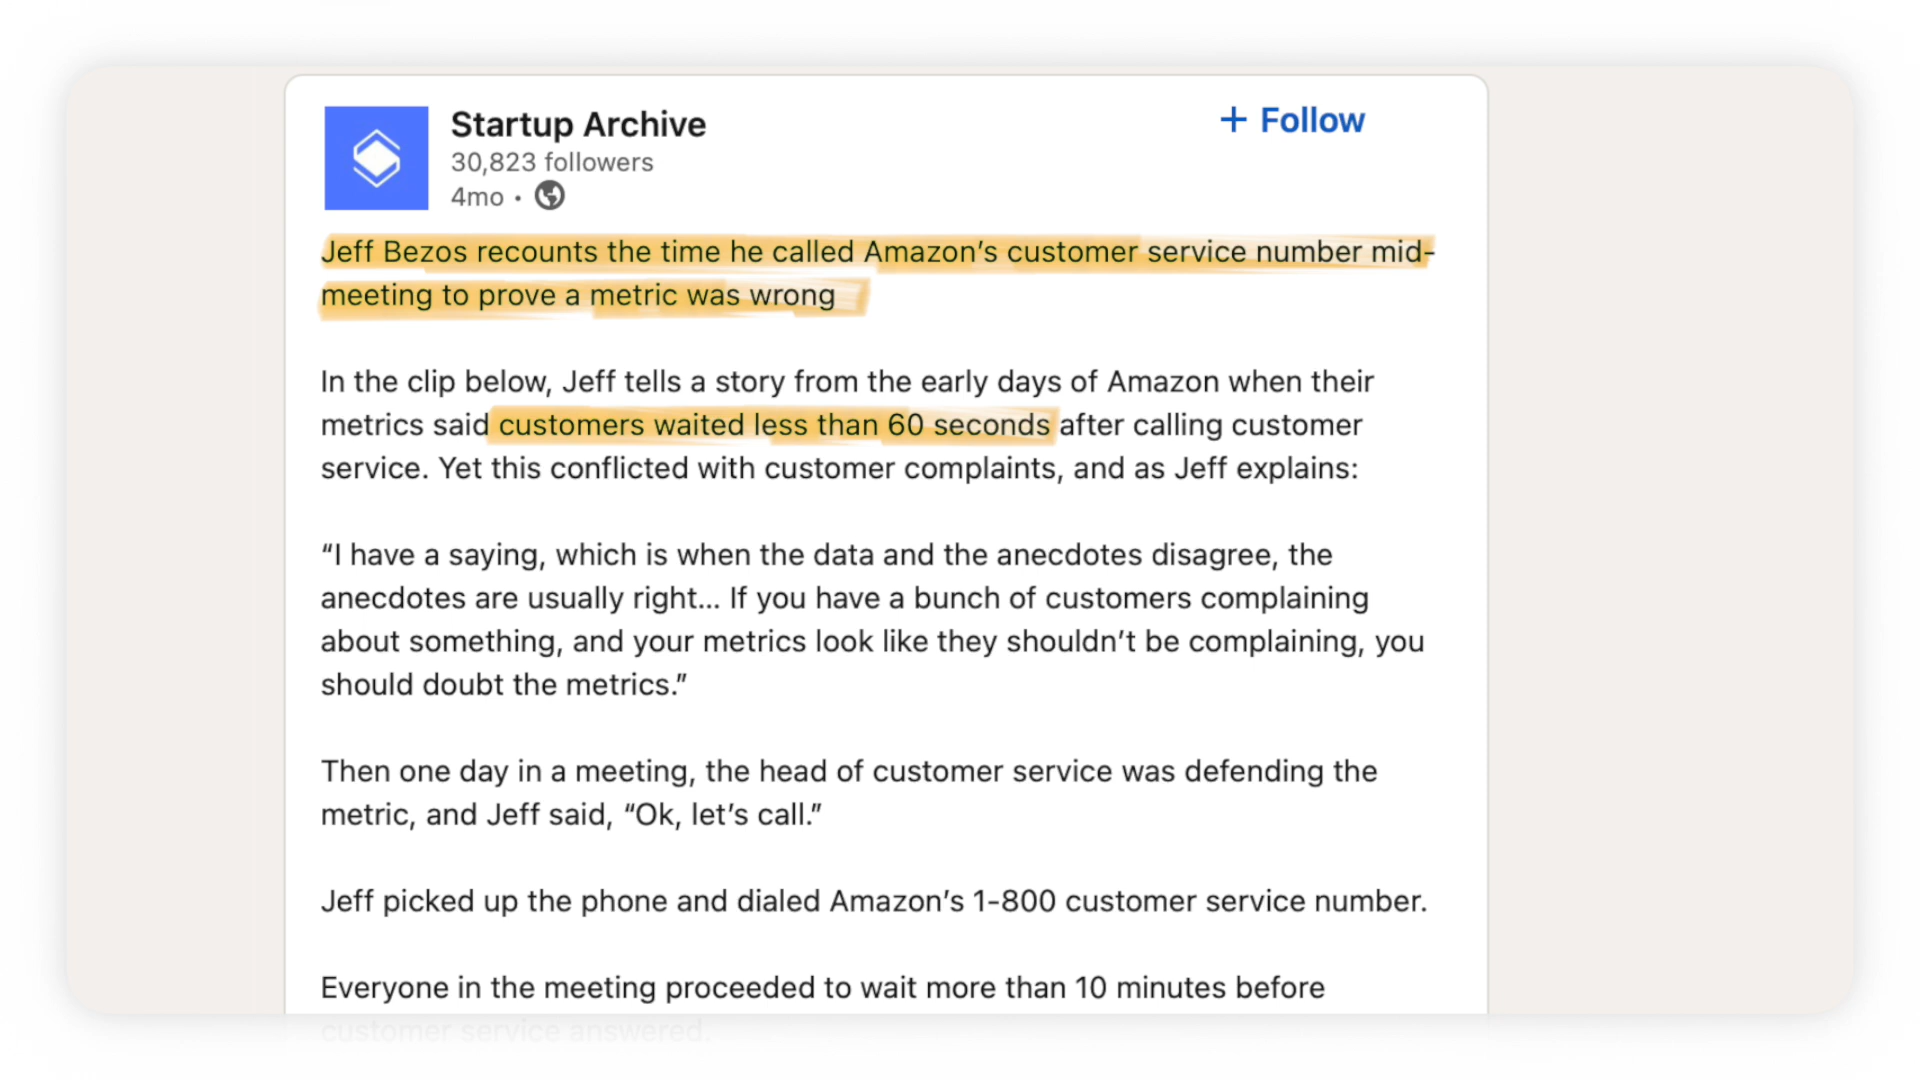 Startup Archive
+ Follow
30,823 followers
4mo •
Jeff Bezos recounts the time he called Amazon’s customer service number mid-
meeting to prove a metric was wrong
In the clip below, Jeff tells a story from the early days of Amazon when their
metrics said customers waited less than 60 seconds after calling customer
service. Yet this conflicted with customer complaints, and as Jeff explains:
“I have a saying, which is when the data and the anecdotes disagree, the
anecdotes are usually right... If you have a bunch of customers complaining
about something, and your metrics look like they shouldn’t be complaining, you
should doubt the metrics.”
Then one day in a meeting, the head of customer service was defending the
metric, and Jeff said, “Ok, let’s call.”
Jeff picked up the phone and dialed Amazon’s 1-800 customer service number.
Everyone in the meeting proceeded to wait more than 10 minutes before
customer service answered.